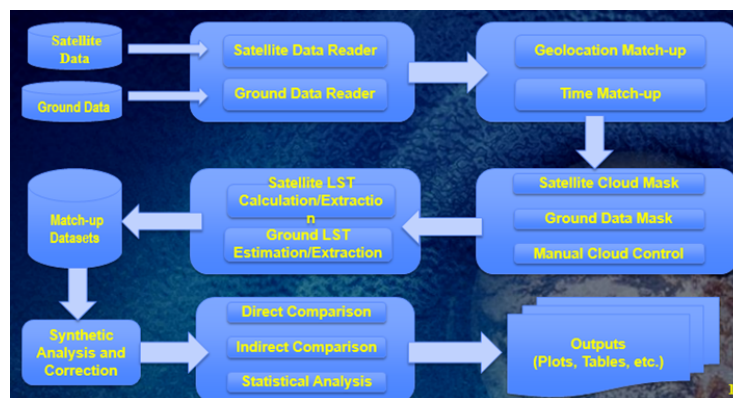 Satellite
Data
Satellite Data Reader
Geolocation Match-up
Ground Data
Ground Data Reader
Time Match-up
Match-up
Datasets
Satellite LST
Calculation/Extractio
n
Ground LST
Estimation/Extraction
Satellite Cloud Mask
Ground Data Mask
Manual Cloud Control
Synthetic
Analysis and
Correction
Direct Comparison
Indirect Comparison
Statistical Analysis
Outputs
(Plots, Tables, etc.)